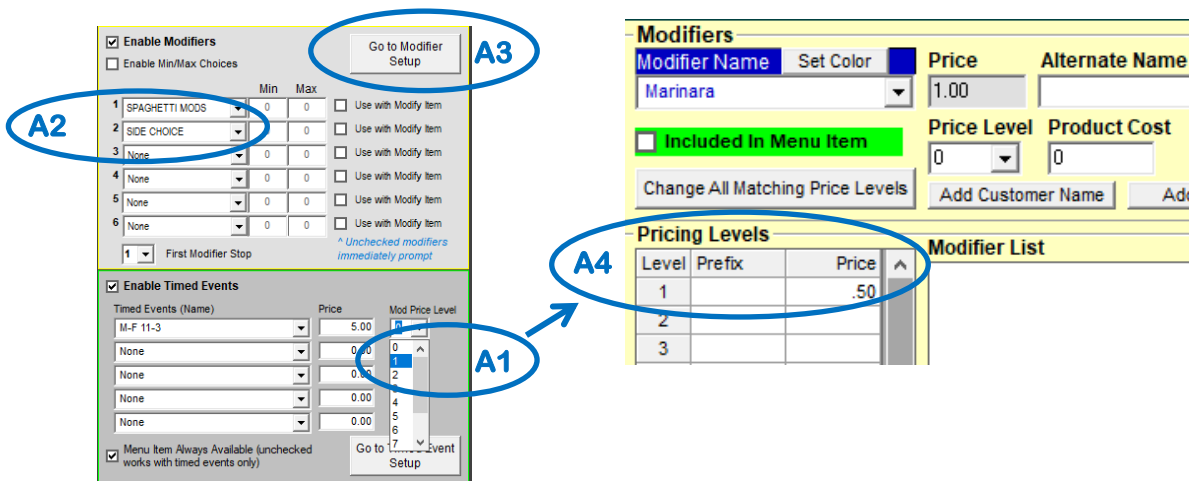 Enable Modifiers
Go to Modifier
Setup
A3
Enable Min/Max Choices
Min Max
1 SPAGHETTI MODS 0 0 Use with Modify Item
A2
2 SIDE CHOICE 0 0 Use with Modify Item
3 None 0 0 Use with Modify Item
4 None 0 0 Use with Modify Item
5 None 0 0 Use with Modify Item
6 None 0 0 Use with Modify Item
^ Unchecked modifiers
immediately prompt
1 First Modifier Stop
Enable Timed Events
Timed Events (Name) Price Mod Price Level
M-F 11-3 5.00
None 0.00 0
1
A1
None 0.00 2
None 0.00 4
5
None 0.00 6
7
Menu Item Always Available (unchecked
works with timed events only)
Go to Event
Setup
Modifiers
Modifier Name Set Color Price Alternate Name
Marinara 1.00
Included In Menu Item
Price Level Product Cost
0 0
Change All Matching Price Levels Add Customer Name
A4
Pricing Levels
Modifier List
Level Prefix Price
1 .50
2
3